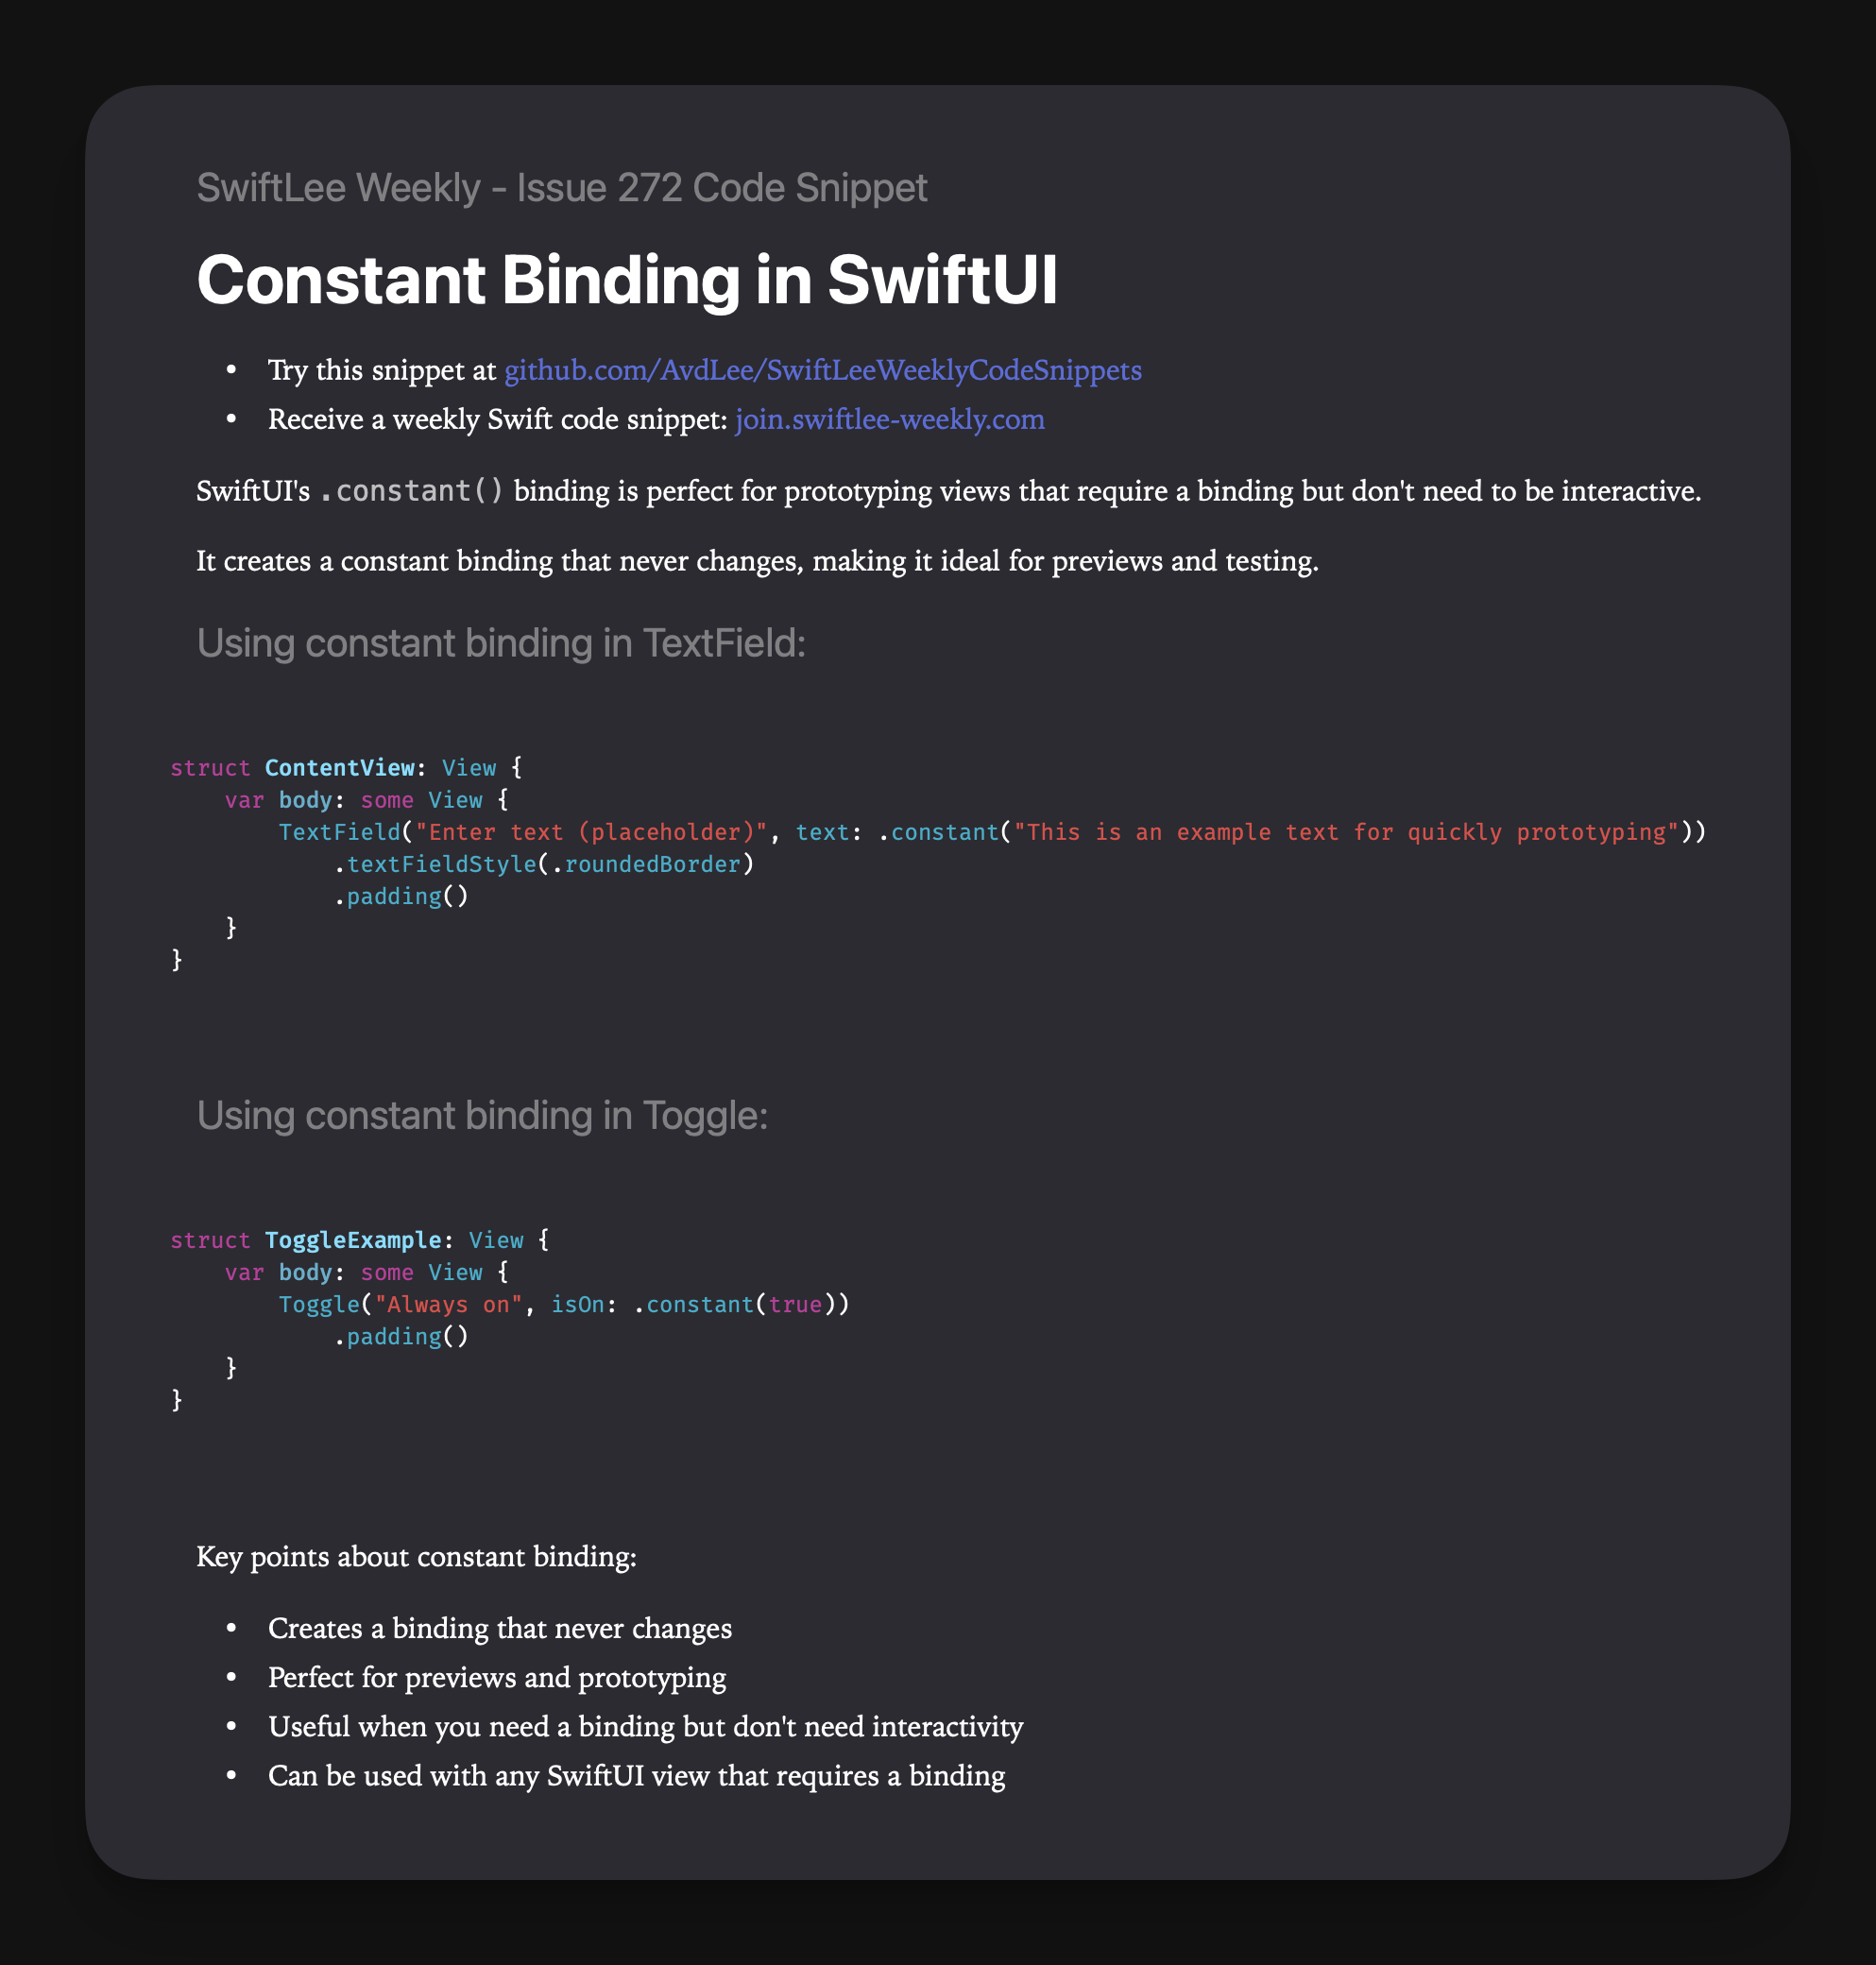 SwiftLee Weekly - Issue 272 Code Snippet
Constant Binding in SwiftUI
• Try this snippet at github.com/AvdLee/SwiftLeeWeeklyCodeSnippets
• Receive a weekly Swift code snippet: join.swiftlee-weekly.com
SwiftUI's .constant() binding is perfect for prototyping views that require a binding but don't need to be interactive.
It creates a constant binding that never changes, making it ideal for previews and testing.
Using constant binding in TextField:
struct ContentView: View {
    var body: some View {
        TextField("Enter text (placeholder)", text: .constant("This is an example text for quickly prototyping"))
            .textFieldStyle(.roundedBorder)
            .padding()
    }
}
Using constant binding in Toggle:
struct ToggleExample: View {
    var body: some View {
        Toggle("Always on", isOn: .constant(true))
            .padding()
    }
}
Key points about constant binding:
• Creates a binding that never changes
• Perfect for previews and prototyping
• Useful when you need a binding but don't need interactivity
• Can be used with any SwiftUI view that requires a binding